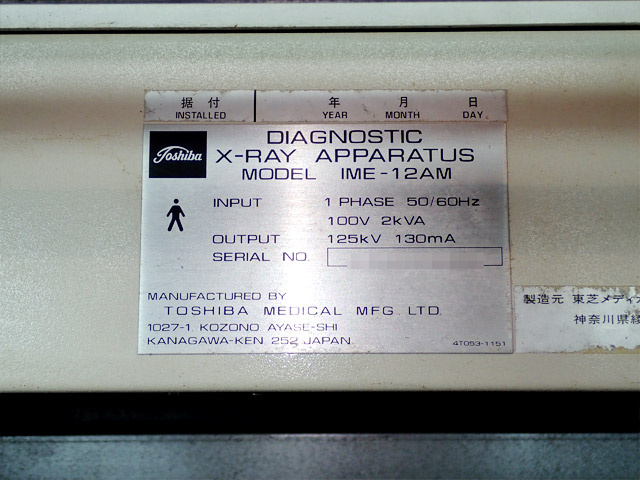 据付 年 月 日
INSTALLED YEAR MONTH DAY
Toshiba
DIAGNOSTIC
X-RAY APPARATUS
MODEL IME-12AM
INPUT 1 PHASE 50/60Hz
100V 2kVA
OUTPUT 125kV 130mA
SERIAL NO.
MANUFACTURED BY
TOSHIBA MEDICAL MFG. LTD.
1027-1, KOZONO AYASE-SHI
KANAGAWA-KEN 252 JAPAN
4T053-1151
製造元 東芝メディカ
神奈川県綾